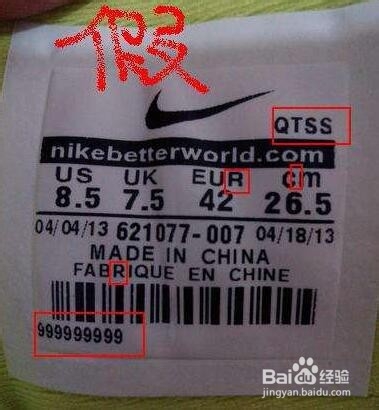 假
QTSS
nikebetterworld.com
US UK EUR cm
8.5 7.5 42 26.5
04/04/13 621077-007 04/18/13
MADE IN CHINA
FABRIQUE EN CHINE
999999999
Baidu经验
jingyan.baidu.com